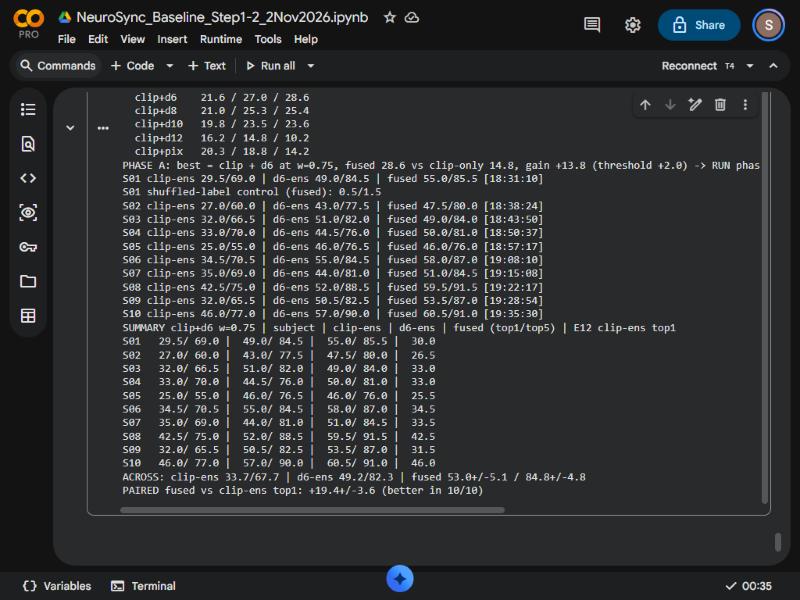 CO
PRO
NeuroSync_Baseline_Step1-2_2Nov2026.ipynb
File Edit View Insert Runtime Tools Help
Share
S
Commands + Code + Text Run all
Reconnect T4
clip+d6 21.6 / 27.0 / 28.6
clip+d8 21.0 / 25.3 / 25.4
clip+d10 19.8 / 23.5 / 23.6
clip+d12 16.2 / 14.8 / 10.2
clip+pix 20.3 / 18.8 / 14.2
PHASE A: best = clip + d6 at w=0.75, fused 28.6 vs clip-only 14.8, gain +13.8 (threshold +2.0) -> RUN phas
S01 clip-ens 29.5/69.0 | d6-ens 49.0/84.5 | fused 55.0/85.5 [18:31:10]
S01 shuffled-label control (fused): 0.5/1.5
S02 clip-ens 27.0/60.0 | d6-ens 43.0/77.5 | fused 47.5/80.0 [18:38:24]
S03 clip-ens 32.0/66.5 | d6-ens 51.0/82.0 | fused 49.0/84.0 [18:43:50]
S04 clip-ens 33.0/70.0 | d6-ens 44.5/76.0 | fused 50.0/81.0 [18:50:37]
S05 clip-ens 25.0/55.0 | d6-ens 46.0/76.5 | fused 46.0/76.0 [18:57:17]
S06 clip-ens 34.5/70.5 | d6-ens 55.0/84.5 | fused 58.0/87.0 [19:08:10]
S07 clip-ens 35.0/69.0 | d6-ens 44.0/81.0 | fused 51.0/84.5 [19:15:08]
S08 clip-ens 42.5/75.0 | d6-ens 52.0/88.5 | fused 59.5/91.5 [19:22:17]
S09 clip-ens 32.0/65.5 | d6-ens 50.5/82.5 | fused 53.5/87.0 [19:28:54]
S10 clip-ens 46.0/77.0 | d6-ens 57.0/90.0 | fused 60.5/91.0 [19:35:30]
SUMMARY clip+d6 w=0.75 | subject | clip-ens | d6-ens | fused (top1/top5) | E12 clip-ens top1
S01 29.5/ 69.0 | 49.0/ 84.5 | 55.0/ 85.5 | 30.0
S02 27.0/ 60.0 | 43.0/ 77.5 | 47.5/ 80.0 | 26.5
S03 32.0/ 66.5 | 51.0/ 82.0 | 49.0/ 84.0 | 33.0
S04 33.0/ 70.0 | 44.5/ 76.0 | 50.0/ 81.0 | 33.0
S05 25.0/ 55.0 | 46.0/ 76.5 | 46.0/ 76.0 | 25.5
S06 34.5/ 70.5 | 55.0/ 84.5 | 58.0/ 87.0 | 34.5
S07 35.0/ 69.0 | 44.0/ 81.0 | 51.0/ 84.5 | 33.5
S08 42.5/ 75.0 | 52.0/ 88.5 | 59.5/ 91.5 | 42.5
S09 32.0/ 65.5 | 50.5/ 82.5 | 53.5/ 87.0 | 31.5
S10 46.0/ 77.0 | 57.0/ 90.0 | 60.5/ 91.0 | 46.0
ACROSS: clip-ens 33.7/67.7 | d6-ens 49.2/82.3 | fused 53.0+/-5.1 / 84.8+/-4.8
PAIRED fused vs clip-ens top1: +19.4+/-3.6 (better in 10/10)
Variables Terminal
00:35